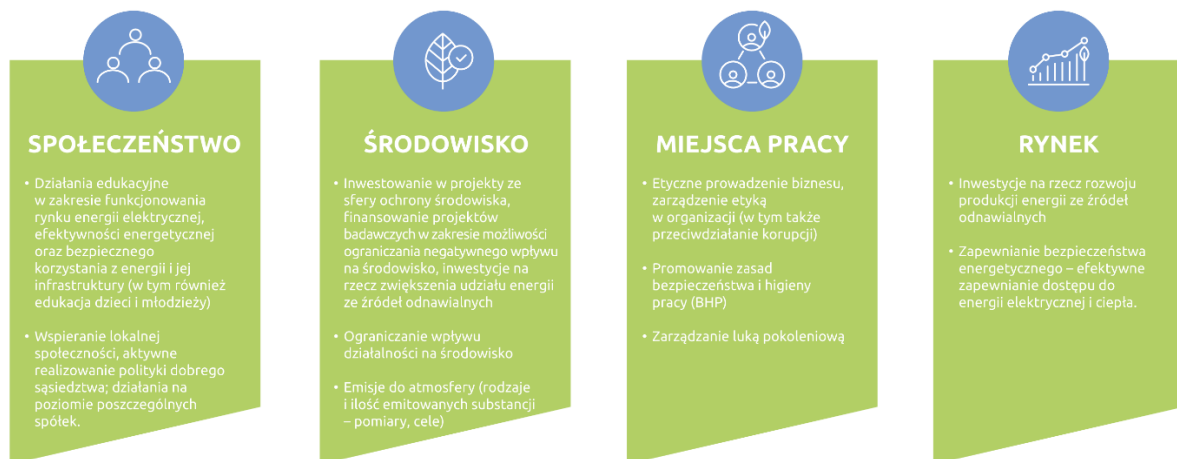 SPOŁECZEŃSTWO
• Działania edukacyjne
w zakresie funkcjonowania
rynku energii elektrycznej,
efektywności energetycznej
oraz bezpiecznego
korzystania z energii i jej
infrastruktury (w tym również
edukacja dzieci i młodzieży)
• Wspieranie lokalnej
społeczności, aktywne
realizowanie polityki dobrego
sąsiedztwa; działania na
poziomie poszczególnych
spółek.
ŚRODOWISKO
• Inwestowanie w projekty ze
sfery ochrony środowiska,
finansowanie projektów
badawczych w zakresie możliwości
ograniczania negatywnego wpływu
na środowisko, inwestycje na
rzecz zwiększenia udziału energii
ze źródeł odnawialnych
• Ograniczanie wpływu
działalności na środowisko
• Emisje do atmosfery (rodzaje
i ilość emitowanych substancji
– pomiary, cele)
MIEJSCA PRACY
• Etyczne prowadzenie biznesu,
zarządzenie etyką
w organizacji (w tym także
przeciwdziałanie korupcji)
• Promowanie zasad
bezpieczeństwa i higieny
pracy (BHP)
• Zarządzanie luką pokoleniową
RYNEK
• Inwestycje na rzecz rozwoju
produkcji energii ze źródeł
odnawialnych
• Zapewnianie bezpieczeństwa
energetycznego – efektywne
zapewnianie dostępu do
energii elektrycznej i ciepła.